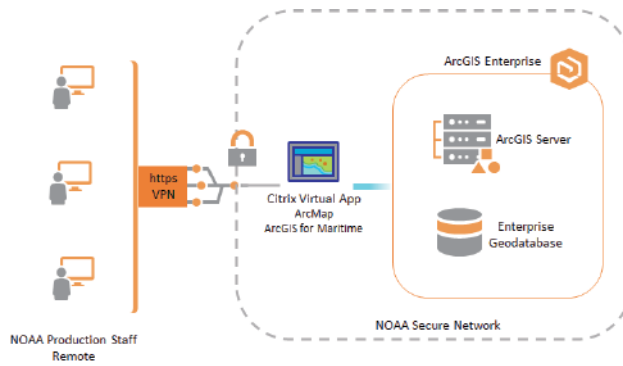 ArcGIS Enterprise
ArcGIS Server
https
VPN
Citrix Virtual App
ArcMap
ArcGIS for Maritime
Enterprise
Geodatabase
NOAA Secure Network
NOAA Production Staff
Remote